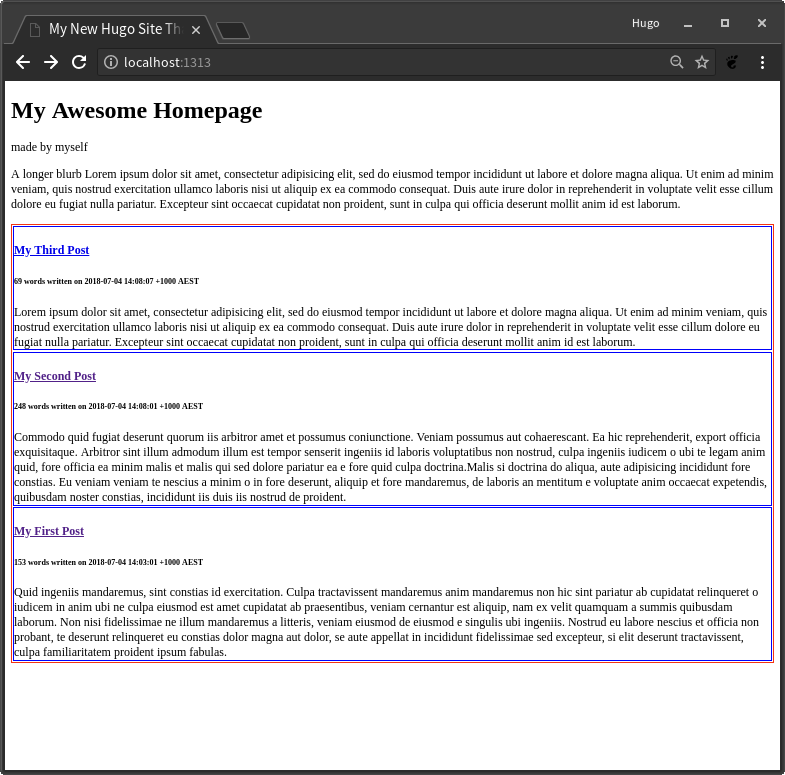 My New Hugo Site Th
Hugo
localhost:1313
My Awesome Homepage
made by myself
A longer blurb Lorem ipsum dolor sit amet, consectetur adipisicing elit, sed do eiusmod tempor incididunt ut labore et dolore magna aliqua. Ut enim ad minim
veniam, quis nostrud exercitation ullamco laboris nisi ut aliquip ex ea commodo consequat. Duis aute irure dolor in reprehenderit in voluptate velit esse cillum
dolore eu fugiat nulla pariatur. Excepteur sint occaecat cupidatat non proident, sunt in culpa qui officia deserunt mollit anim id est laborum.
My Third Post
69 words written on 2018-07-04 14:08:07 +1000 AEST
Lorem ipsum dolor sit amet, consectetur adipisicing elit, sed do eiusmod tempor incididunt ut labore et dolore magna aliqua. Ut enim ad minim veniam, quis
nostrud exercitation ullamco laboris nisi ut aliquip ex ea commodo consequat. Duis aute irure dolor in reprehenderit in voluptate velit esse cillum dolore eu
fugiat nulla pariatur. Excepteur sint occaecat cupidatat non proident, sunt in culpa qui officia deserunt mollit anim id est laborum.
My Second Post
248 words written on 2018-07-04 14:08:01 +1000 AEST
Commodo quid fugiat deserunt quorum iis arbitror amet et possumus coniunctione. Veniam possumus aut cohaerescant. Ea hic reprehenderit, export officia
exquisitaque. Arbitror sint illum admodum illum est tempor senserit ingeniis id laboris voluptatibus non nostrud, culpa ingeniis iudicem o ubi te legam anim
quid, fore officia ea minim malis et malis qui sed dolore pariatur ea e fore quid culpa doctrina.Malis si doctrina do aliqua, aute adipisicing incididunt fore
constias. Eu veniam veniam te nescius a minim o in fore deserunt, aliquip et fore mandaremus, de laboris an mentitum e voluptate anim occaecat expetendis,
quibusdam noster constias, incididunt iis duis iis nostrud de proident.
My First Post
153 words written on 2018-07-04 14:03:01 +1000 AEST
Quid ingeniis mandaremus, sint constias id exercitation. Culpa tractavissent mandaremus anim mandaremus non hic sint pariatur ab cupidatat relinqueret o
iudicem in anim ubi ne culpa eiusmod est amet cupidatat ab praesentibus, veniam cernantur est aliquip, nam ex velit quamquam a summis quibusdam
laborum. Non nisi fidelissimae ne illum mandaremus a litteris, veniam eiusmod de eiusmod e singulis ubi ingeniis. Nostrud eu labore nescius et officia non
probant, te deserunt relinqueret eu constias dolor magna aut dolor, se aute appellat in incididunt fidelissimae sed excepteur, si elit deserunt tractavissent,
culpa familiaritatem proident ipsum fabulas.